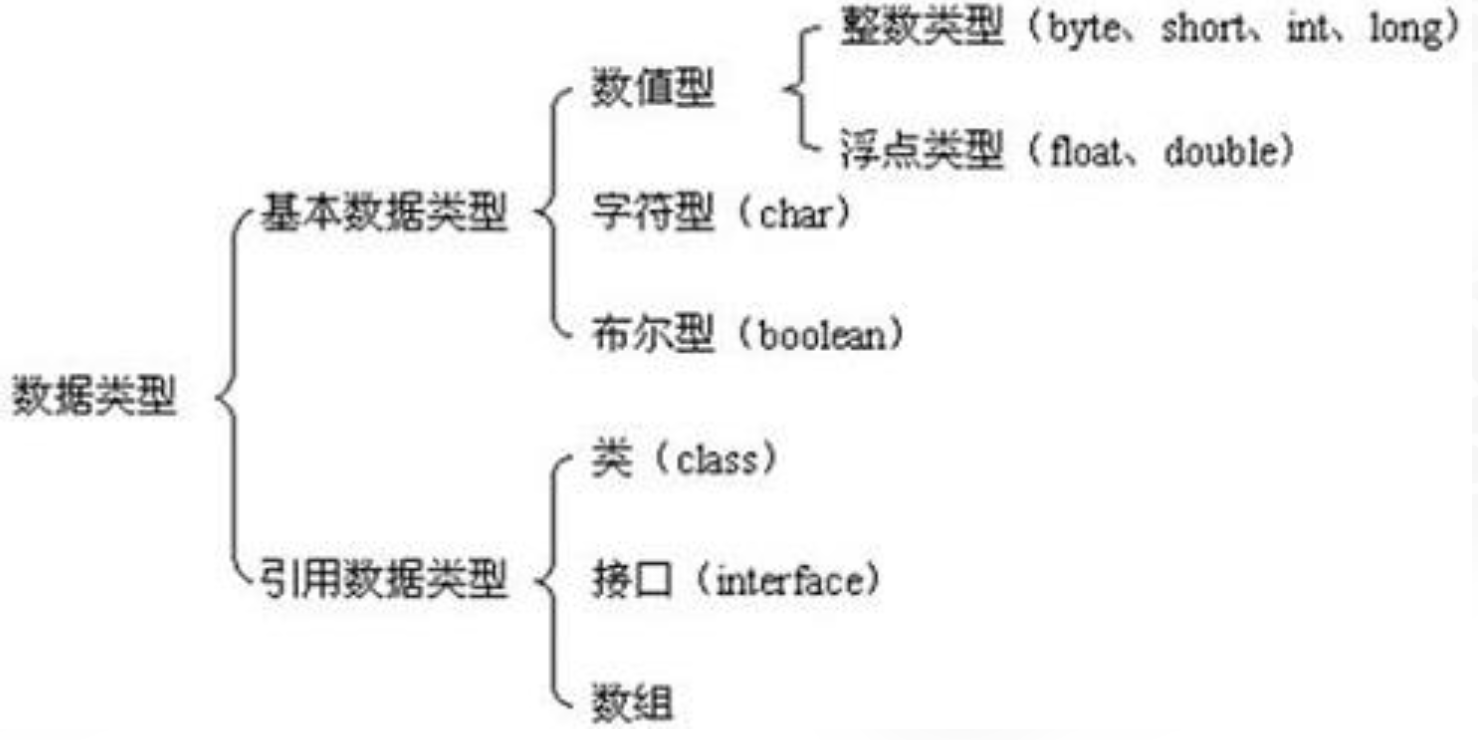 整数类型（byte、short、int、long）
数值型
浮点类型（float、double）
基本数据类型
字符型（char）
布尔型（boolean）
数据类型
类（class）
引用数据类型
接口（interface）
数组